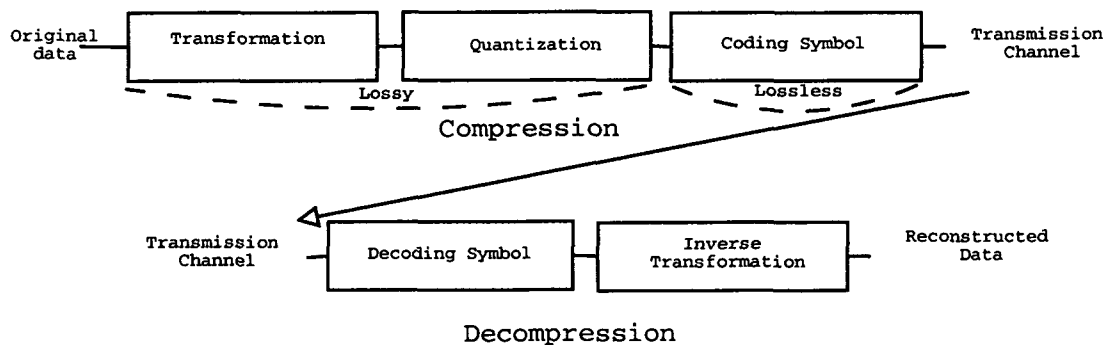 Original
data
Transformation
Quantization
Coding Symbol
Transmission
Channel
Lossy
Lossless
Compression
Transmission
Channel
Decoding Symbol
Inverse
Transformation
Reconstructed
Data
Decompression